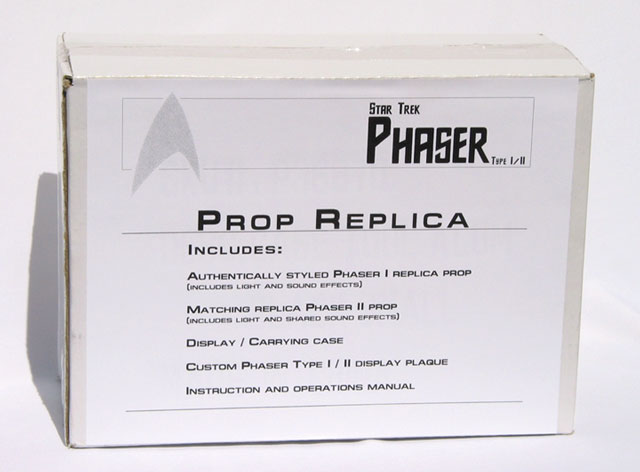 STAR TREK
PHASER TYPE I/II
PROP REPLICA
INCLUDES:
AUTHENTICALLY STYLED PHASER I REPLICA PROP
(INCLUDES LIGHT AND SOUND EFFECTS)
MATCHING REPLICA PHASER II PROP
(INCLUDES LIGHT AND SHARED SOUND EFFECTS)
DISPLAY / CARRYING CASE
CUSTOM PHASER TYPE I / II DISPLAY PLAQUE
INSTRUCTION AND OPERATIONS MANUAL